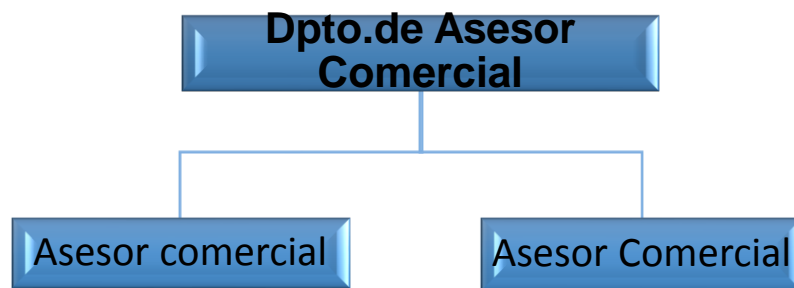 Dpto.de Asesor
Comercial
Asesor comercial
Asesor Comercial